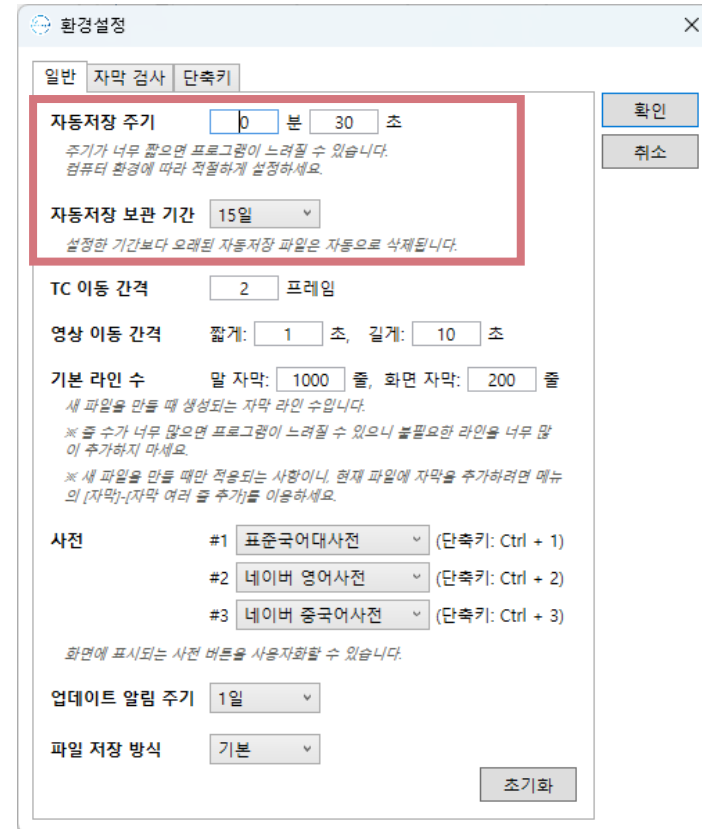 환경설정
일반 자막 검사 단축키
확인
취소
자동저장 주기 0 분 30 초
주기가 너무 짧으면 프로그램이 느려질 수 있습니다.
컴퓨터 환경에 따라 적절하게 설정하세요.
자동저장 보관 기간 15일
설정한 기간보다 오래된 자동저장 파일은 자동으로 삭제됩니다.
TC 이동 간격 2 프레임
영상 이동 간격 짧게: 1 초, 길게: 10 초
기본 라인 수 말 자막: 1000 줄, 화면 자막: 200 줄
새 파일을 만들 때 생성되는 자막 라인 수입니다.
※ 줄 수가 너무 많으면 프로그램이 느려질 수 있으니 불필요한 라인을 너무 많
이 추가하지 마세요.
※ 새 파일을 만들 때만 적용되는 사항이니, 현재 파일에 자막을 추가하려면 메뉴
의 [자막]-[자막 여러 줄 추가]를 이용하세요.
사전 #1 표준국어대사전 (단축키: Ctrl + 1)
#2 네이버 영어사전 (단축키: Ctrl + 2)
#3 네이버 중국어사전 (단축키: Ctrl + 3)
화면에 표시되는 사전 버튼을 사용자화할 수 있습니다.
업데이트 알림 주기 1일
파일 저장 방식 기본
초기화